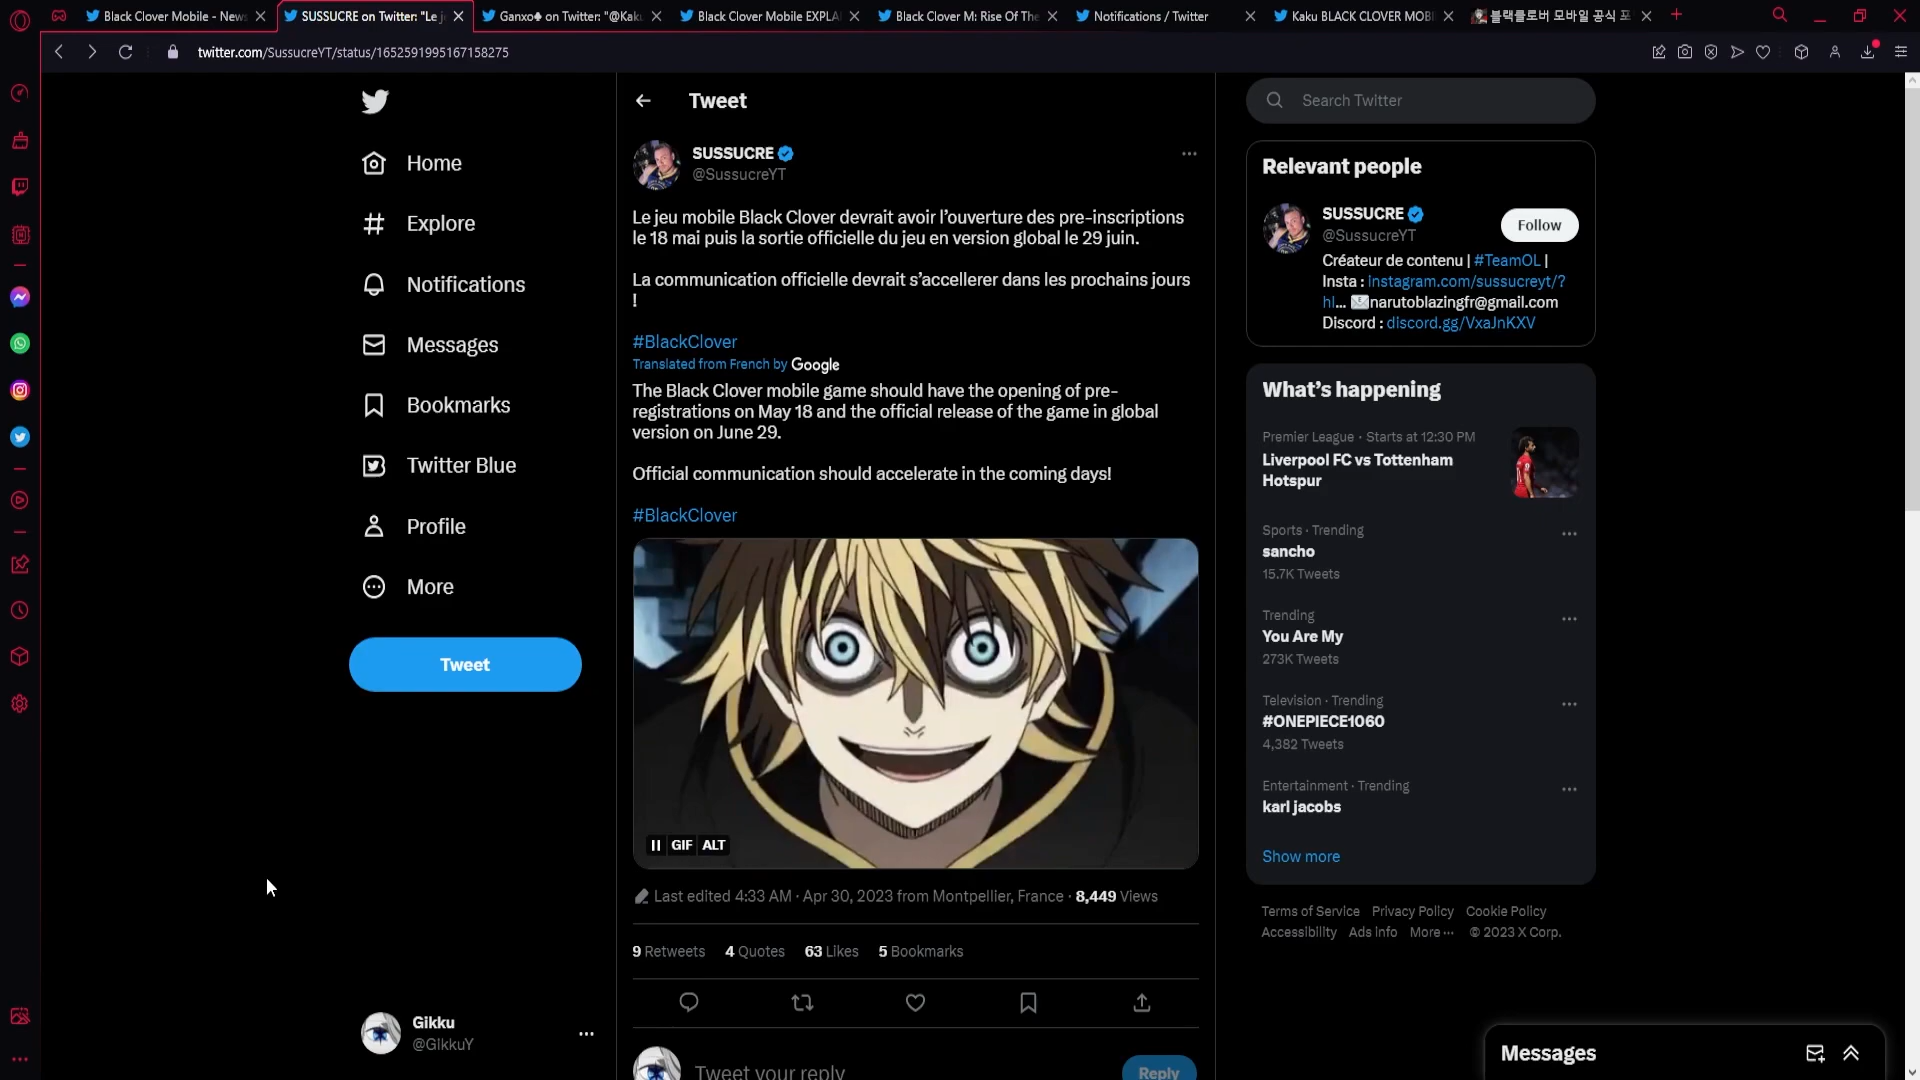 Black Clover Mobile - News
SUSSUCRE on Twitter: "Le j
Ganxo♣ on Twitter: "@Kak
Black Clover Mobile EXPLA
Black Clover M: Rise Of The
Notifications / Twitter
Kaku BLACK CLOVER MOBI
블랙클로버 모바일 공식 포
twitter.com/SussucreYT/status/1652591995167158275
Home
Explore
Notifications
Messages
Bookmarks
Twitter Blue
Profile
More
Tweet
Gikku
@GikkuY
Tweet
SUSSUCRE
@SussucreYT
Le jeu mobile Black Clover devrait avoir l'ouverture des pre-inscriptions
le 18 mai puis la sortie officielle du jeu en version global le 29 juin.
La communication officielle devrait s'accellerer dans les prochains jours
!
#BlackClover
Translated from French by Google
The Black Clover mobile game should have the opening of pre-
registrations on May 18 and the official release of the game in global
version on June 29.
Official communication should accelerate in the coming days!
#BlackClover
GIF ALT
Last edited 4:33 AM · Apr 30, 2023 from Montpellier, France · 8,449 Views
9 Retweets 4 Quotes 63 Likes 5 Bookmarks
Tweet your reply
Reply
Search Twitter
Relevant people
SUSSUCRE
@SussucreYT
Follow
Créateur de contenu | #TeamOL |
Insta : instagram.com/sussucreyt/?
hl… 📧narutoblazingfr@gmail.com
Discord : discord.gg/VxaJnKXV
What's happening
Premier League · Starts at 12:30 PM
Liverpool FC vs Tottenham
Hotspur
Sports · Trending
sancho
15.7K Tweets
Trending
You Are My
273K Tweets
Television · Trending
#ONEPIECE1060
4,382 Tweets
Entertainment · Trending
karl jacobs
Show more
Terms of Service Privacy Policy Cookie Policy
Accessibility Ads info More ··· © 2023 X Corp.
Messages